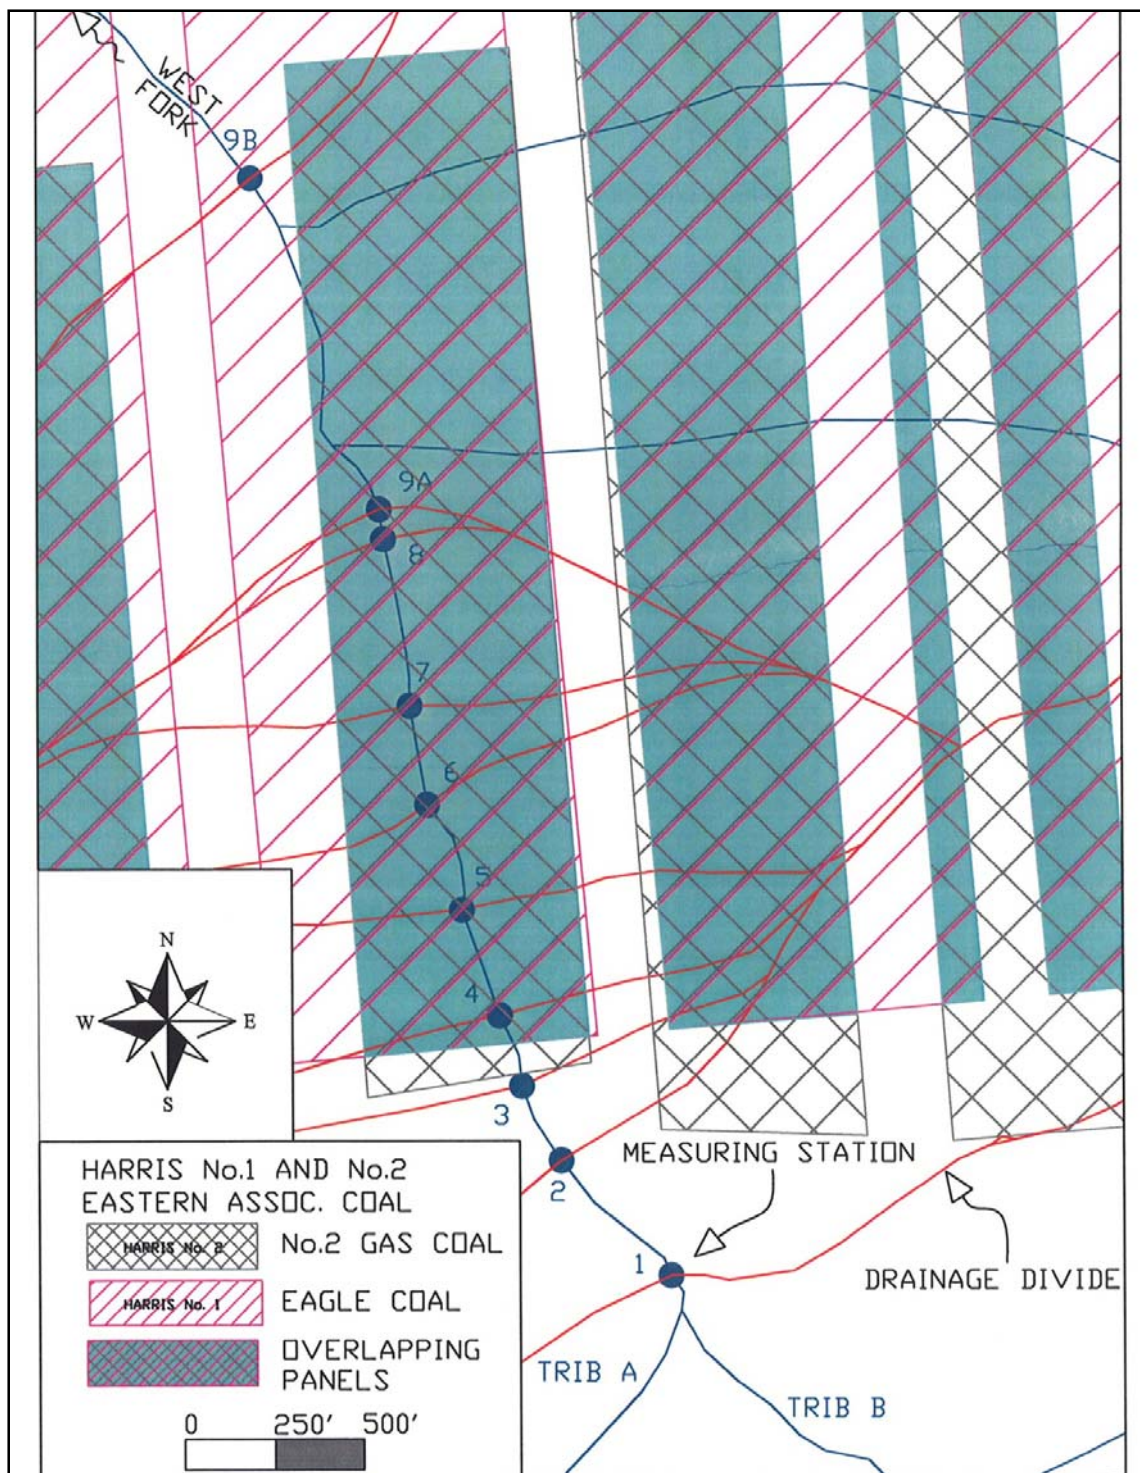 WEST
FORK
9B
9A
8
7
6
5
4
3
2
1
MEASURING STATION
DRAINAGE DIVIDE
TRIB A
TRIB B
N
W
E
S
HARRIS No.1 AND No.2
EASTERN ASSOC. COAL
HARRIS No. 2
No.2 GAS COAL
HARRIS No. 1
EAGLE COAL
OVERLAPPING
PANELS
0 250' 500'